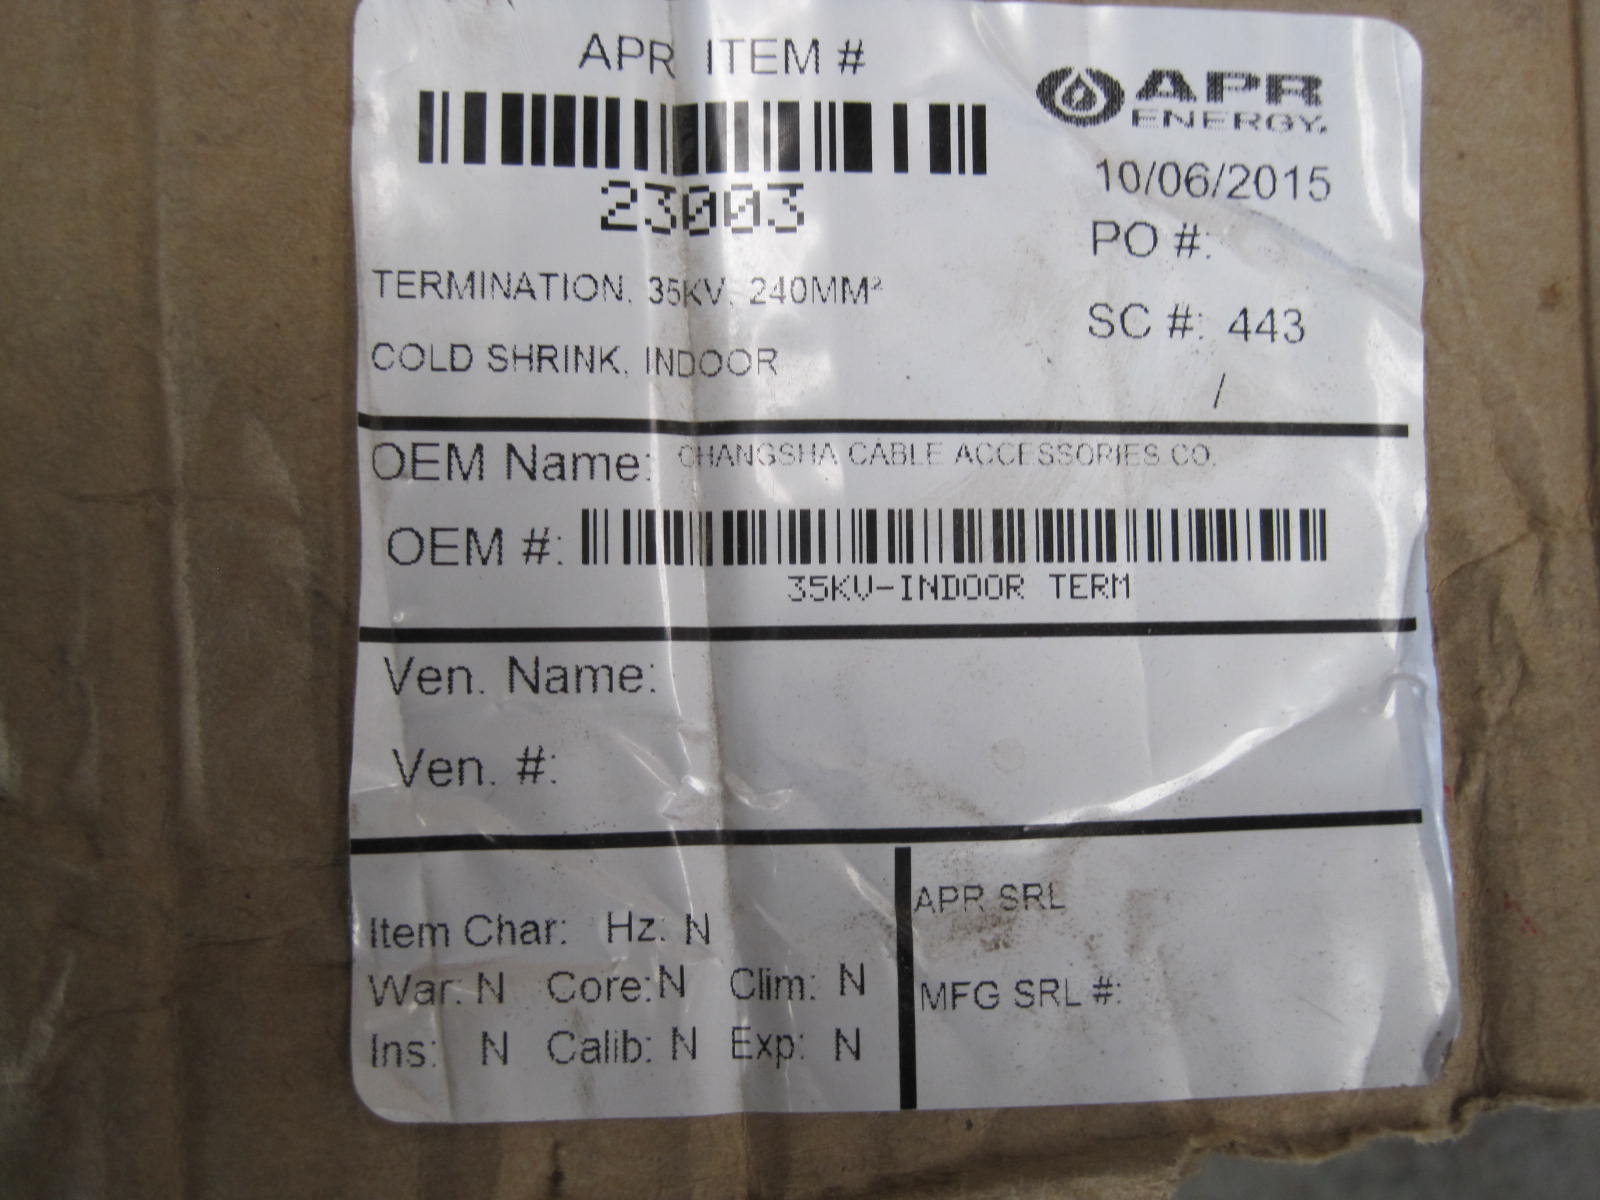 APR ITEM #
23003
APR
ENERGY.
10/06/2015
PO #:
SC #: 443
/
TERMINATION, 35KV, 240MM²
COLD SHRINK, INDOOR
OEM Name: CHANGSHA CABLE ACCESSORIES CO.
OEM #:
35KV-INDOOR TERM
Ven. Name:
Ven. #:
Item Char: Hz: N
War: N Core: N Clim: N
Ins: N Calib: N Exp: N
APR SRL
MFG SRL #: